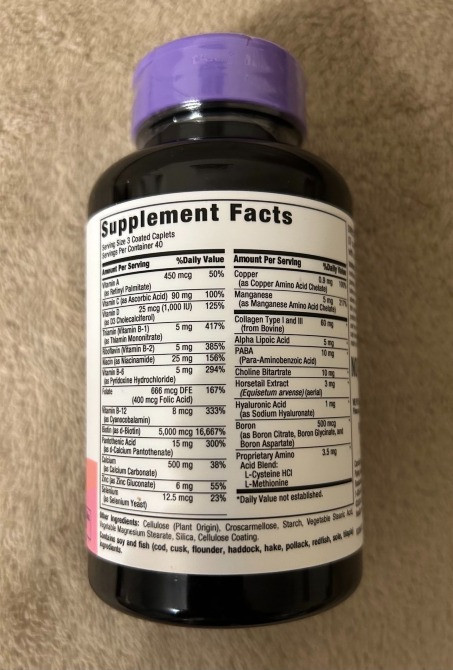 Supplement Facts
Serving Size 3 Coated Caplets
Servings Per Container 40
Amount Per Serving %Daily Value
Vitamin A 450 mcg 50%
(as Retinyl Palmitate)
Vitamin C (as Ascorbic Acid) 90 mg 100%
Vitamin D 25 mcg (1,000 IU) 125%
(as D3 Cholecalciferol)
Thiamin (Vitamin B-1) 5 mg 417%
(as Thiamin Mononitrate)
Riboflavin (Vitamin B-2) 5 mg 385%
Niacin (as Niacinamide) 25 mg 156%
Vitamin B-6 5 mg 294%
(as Pyridoxine Hydrochloride)
Folate 666 mcg DFE 167%
(400 mcg Folic Acid)
Vitamin B-12 8 mcg 333%
(as Cyanocobalamin)
Biotin (as d-Biotin) 5,000 mcg 16,667%
Pantothenic Acid 15 mg 300%
(as d-Calcium Pantothenate)
Calcium 500 mg 38%
(as Calcium Carbonate)
Zinc (as Zinc Gluconate) 6 mg 55%
Selenium 12.5 mcg 23%
(as Selenium Yeast)
Amount Per Serving %Daily Value
Copper 0.9 mg 100%
(as Copper Amino Acid Chelate)
Manganese 5 mg
(as Manganese Amino Acid Chelate)
Collagen Type I and III 60 mg
(from Bovine)
Alpha Lipoic Acid 5 mg
PABA 10 mg
(Para-Aminobenzoic Acid)
Choline Bitartrate 10 mg
Horsetail Extract 3 mg
(Equisetum arvense) (aerial)
Hyaluronic Acid 1 mg
(as Sodium Hyaluronate)
Boron 500 mcg
(as Boron Citrate, Boron Glycinate, and
Boron Aspartate)
Proprietary Amino 3.5 mg
Acid Blend:
L-Cysteine HCl
L-Methionine
*Daily Value not established.
Other Ingredients: Cellulose (Plant Origin), Croscarmellose, Starch, Vegetable Stearic Acid,
Vegetable Magnesium Stearate, Silica, Cellulose Coating.
Contains soy and fish (cod, cusk, flounder, haddock, hake, pollack, redfish, sole,
ingredients.